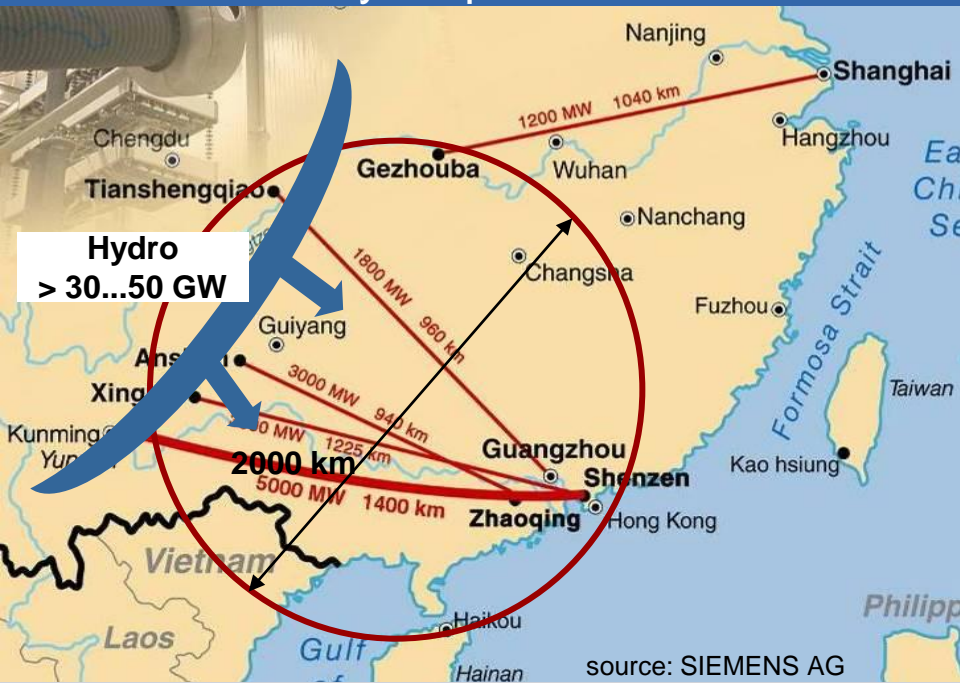 Nanjing
Shanghai
1200 MW 1040 km
Chengdu
Hangzhou
Gezhouba
Wuhan
Tianshengqiao
Nanchang
Hydro
> 30...50 GW
Changsha
1800 MW 960 km
Fuzhou
Formosa Strait
Guiyang
3000 MW 940 km
Taiwan
Xing
Kunming
MW 1225 km
2000 km
Guangzhou
Kao hsiung
Shenzen
5000 MW 1400 km
Zhaoqing
Hong Kong
Vietnam
Laos
Haikou
Gulf
of
Hainan
source: SIEMENS AG